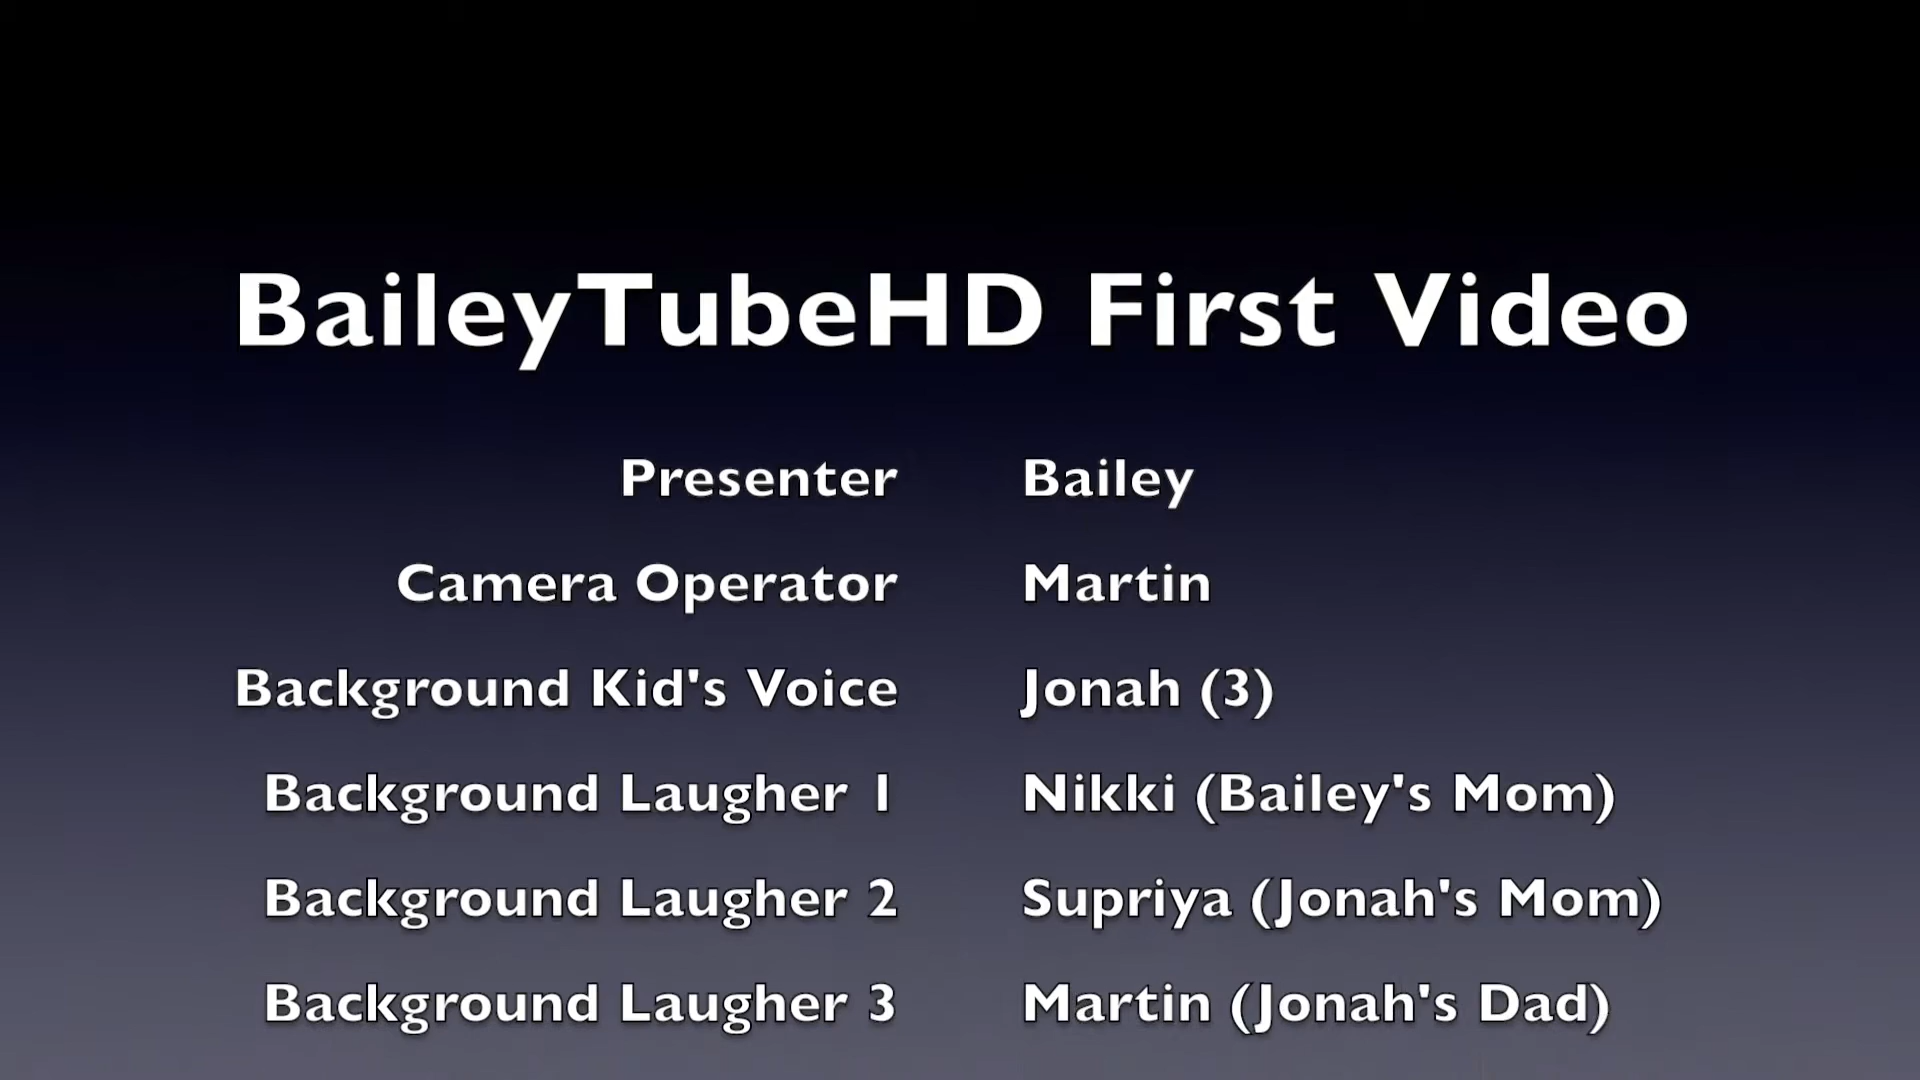 BaileyTubeHD First Video
Presenter Bailey
Camera Operator Martin
Background Kid's Voice Jonah (3)
Background Laugher 1 Nikki (Bailey's Mom)
Background Laugher 2 Supriya (Jonah's Mom)
Background Laugher 3 Martin (Jonah's Dad)